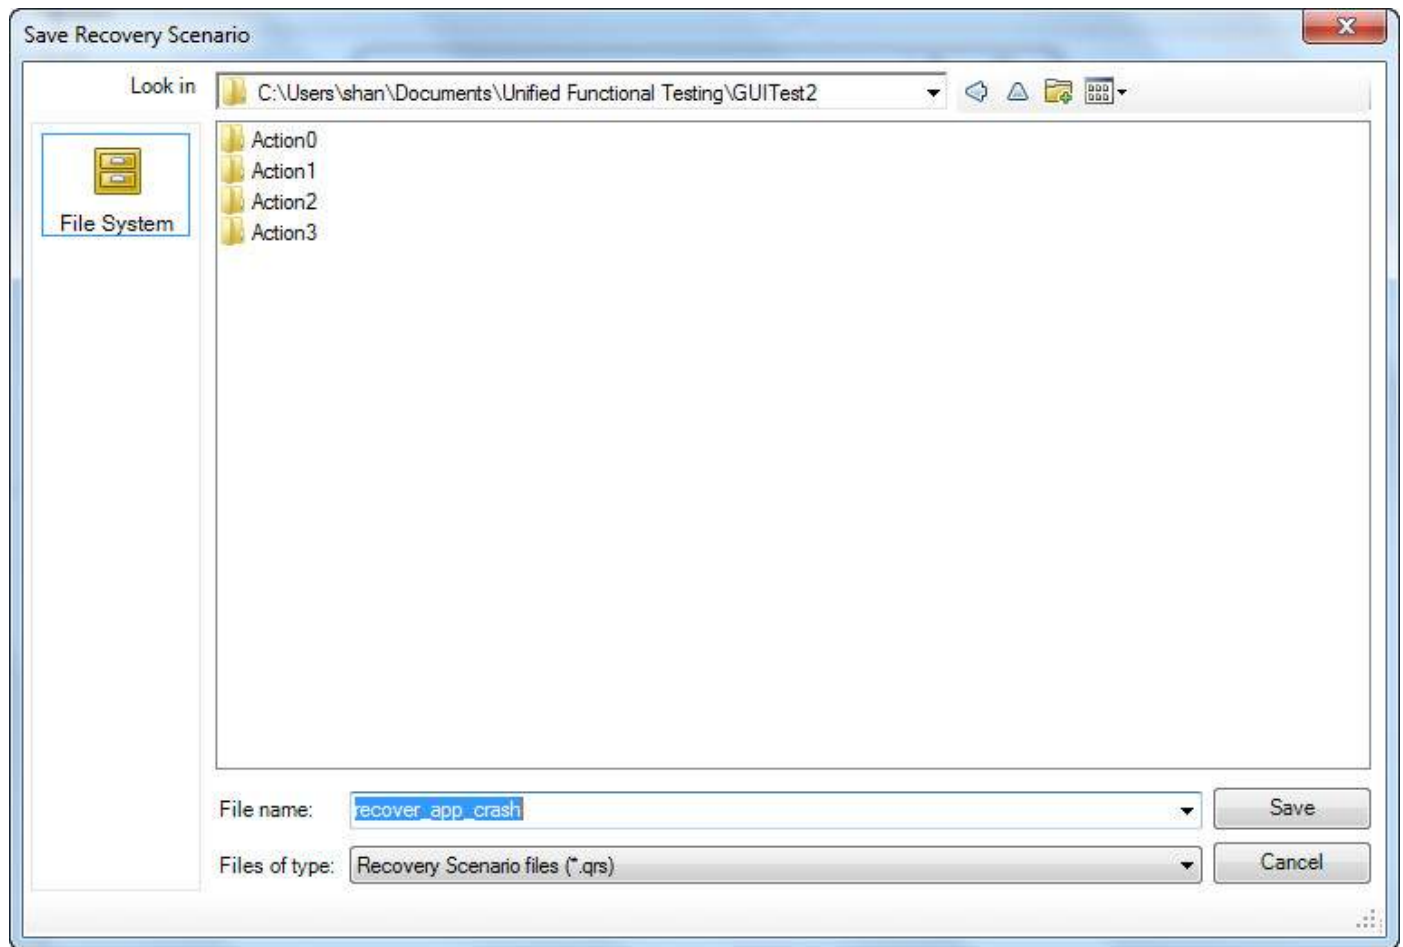 Save Recovery Scenario
Look in
C:\Users\shan\Documents\Unified Functional Testing\GUITest2
File System
Action0
Action1
Action2
Action3
File name:
recover_app_crash
Save
Files of type:
Recovery Scenario files (*.qrs)
Cancel